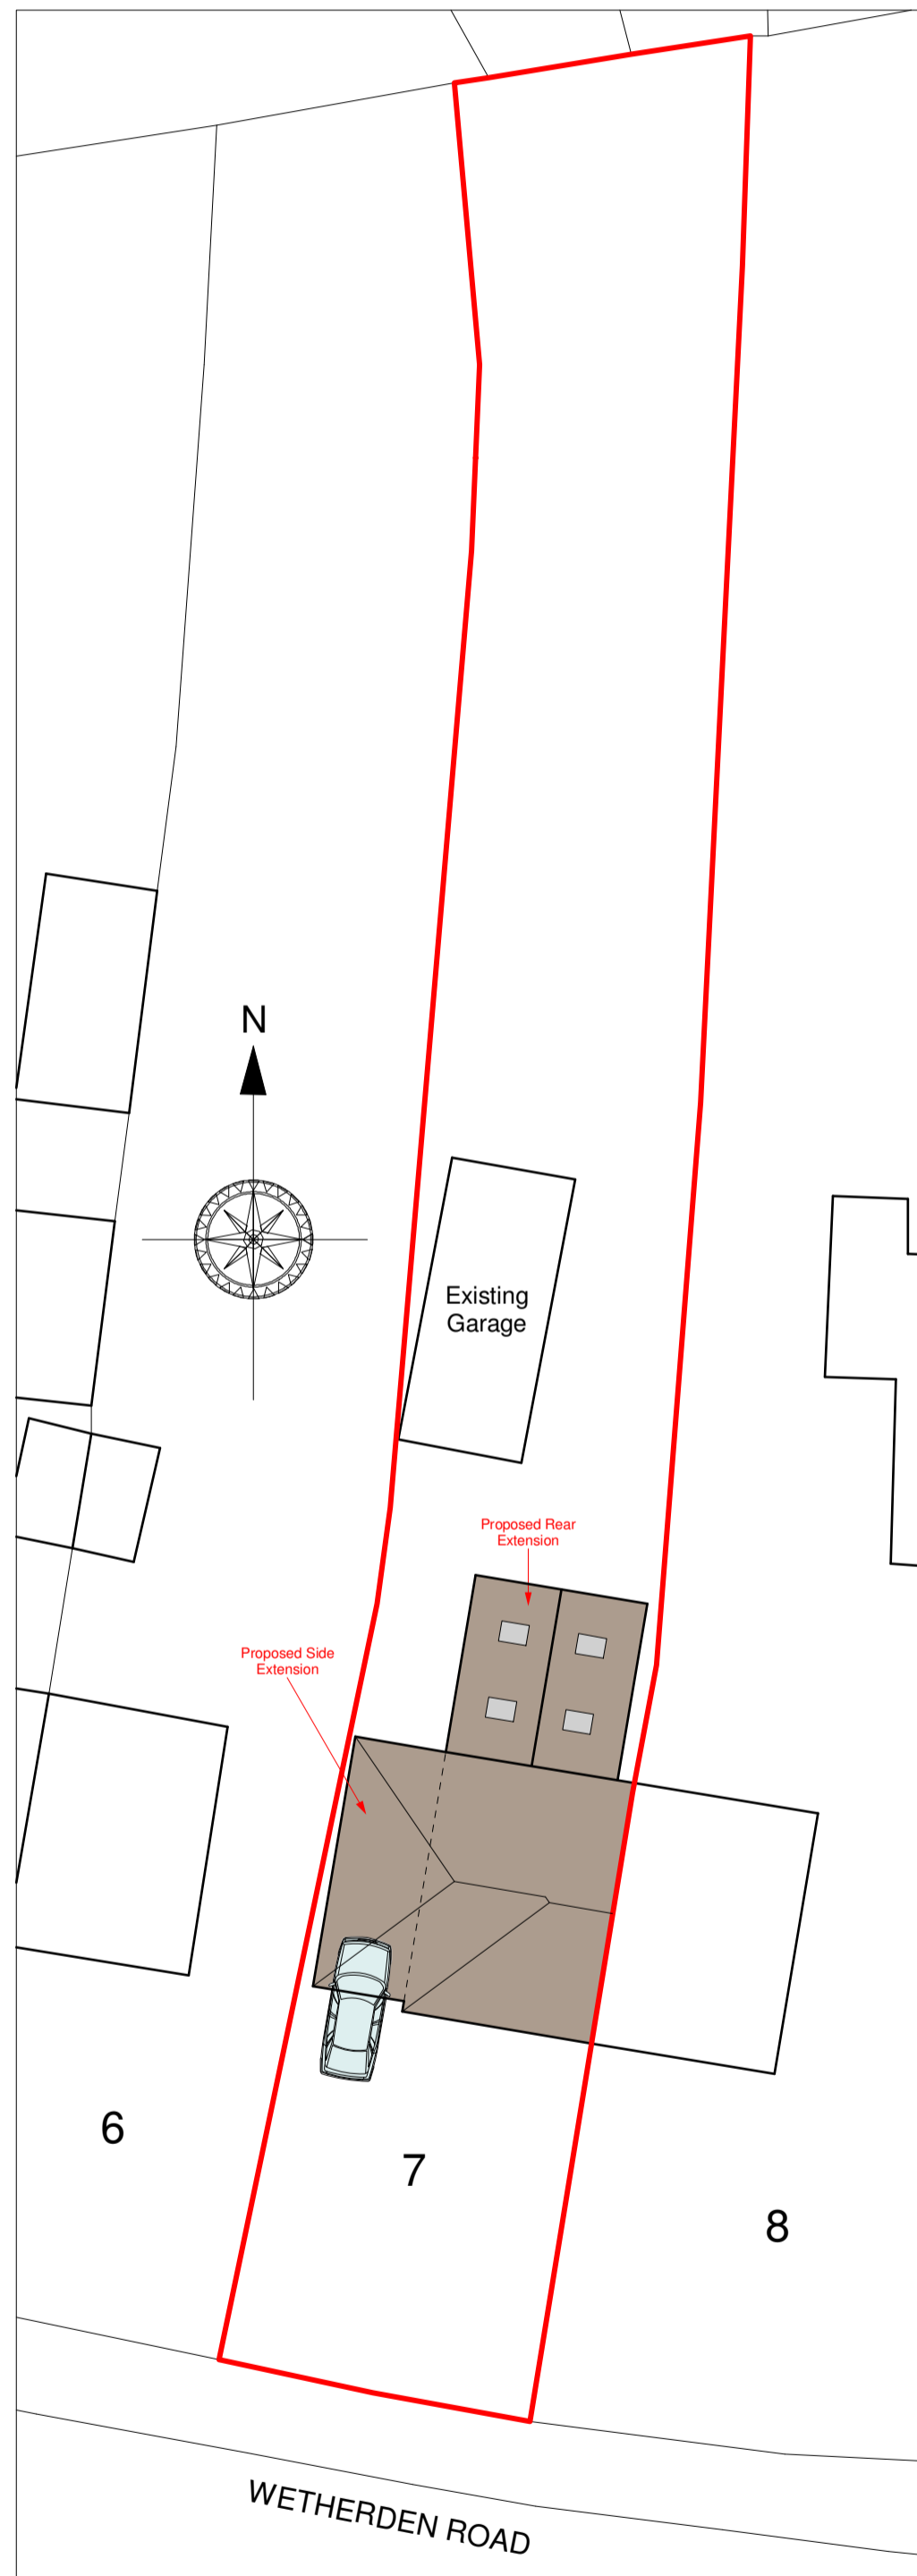 N
Existing
Garage
Proposed Rear
Extension
Proposed Side
Extension
6
7
8
WETHERDEN ROAD